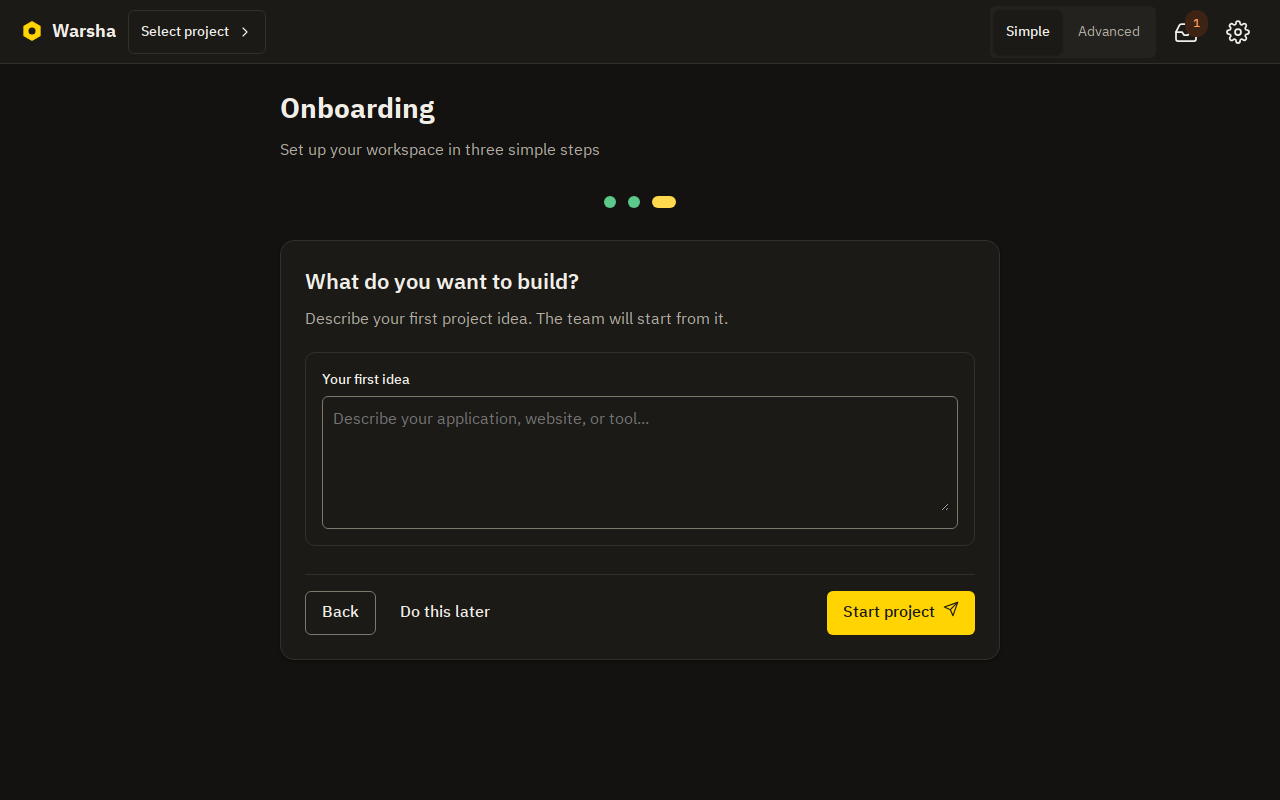 Warsha
Select project
Simple
Advanced
1
Onboarding
Set up your workspace in three simple steps
What do you want to build?
Describe your first project idea. The team will start from it.
Your first idea
Describe your application, website, or tool...
Back
Do this later
Start project